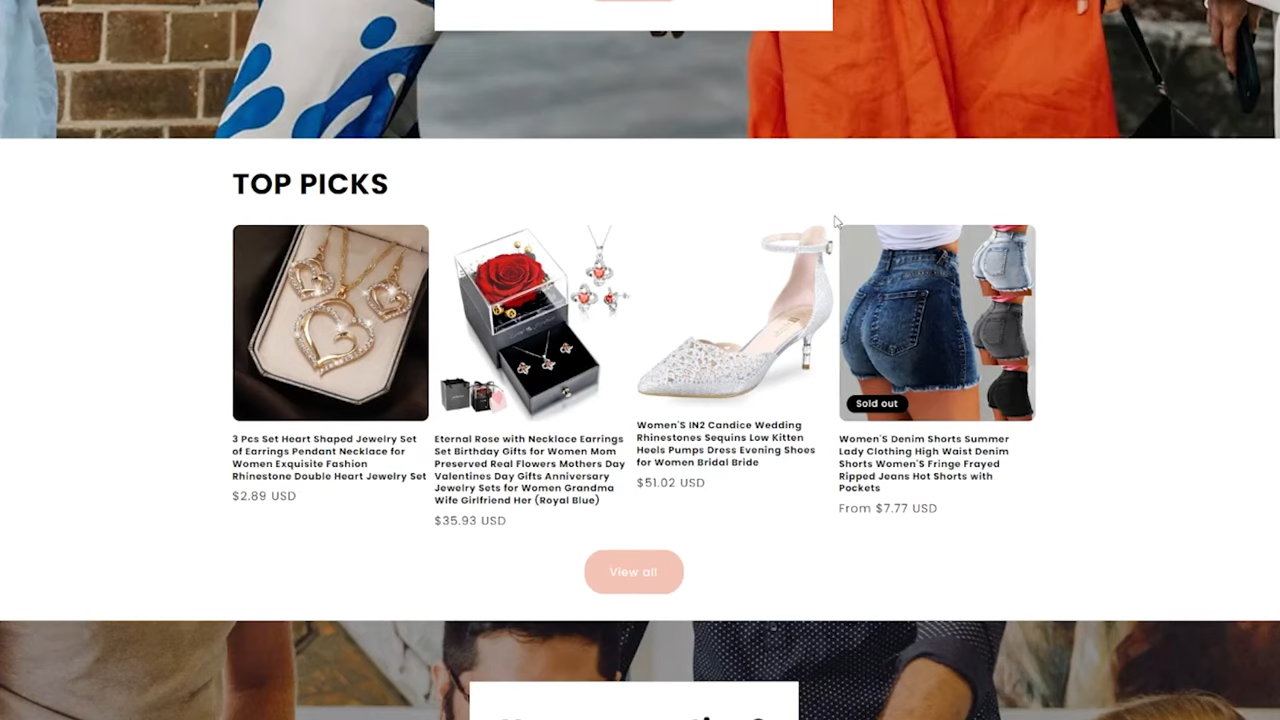 TOP PICKS
Sold out
3 Pcs Set Heart Shaped Jewelry Set
of Earrings Pendant Necklace for
Women Exquisite Fashion
Rhinestone Double Heart Jewelry Set
$2.89 USD
Eternal Rose with Necklace Earrings
Set Birthday Gifts for Women Mom
Preserved Real Flowers Mothers Day
Valentines Day Gifts Anniversary
Jewelry Sets for Women Grandma
Wife Girlfriend Her (Royal Blue)
$35.93 USD
Women'S IN2 Candice Wedding
Rhinestones Sequins Low Kitten
Heels Pumps Dress Evening Shoes
for Women Bridal Bride
$51.02 USD
Women'S Denim Shorts Summer
Lady Clothing High Waist Denim
Shorts Women'S Fringe Frayed
Ripped Jeans Hot Shorts with
Pockets
From $7.77 USD
View all